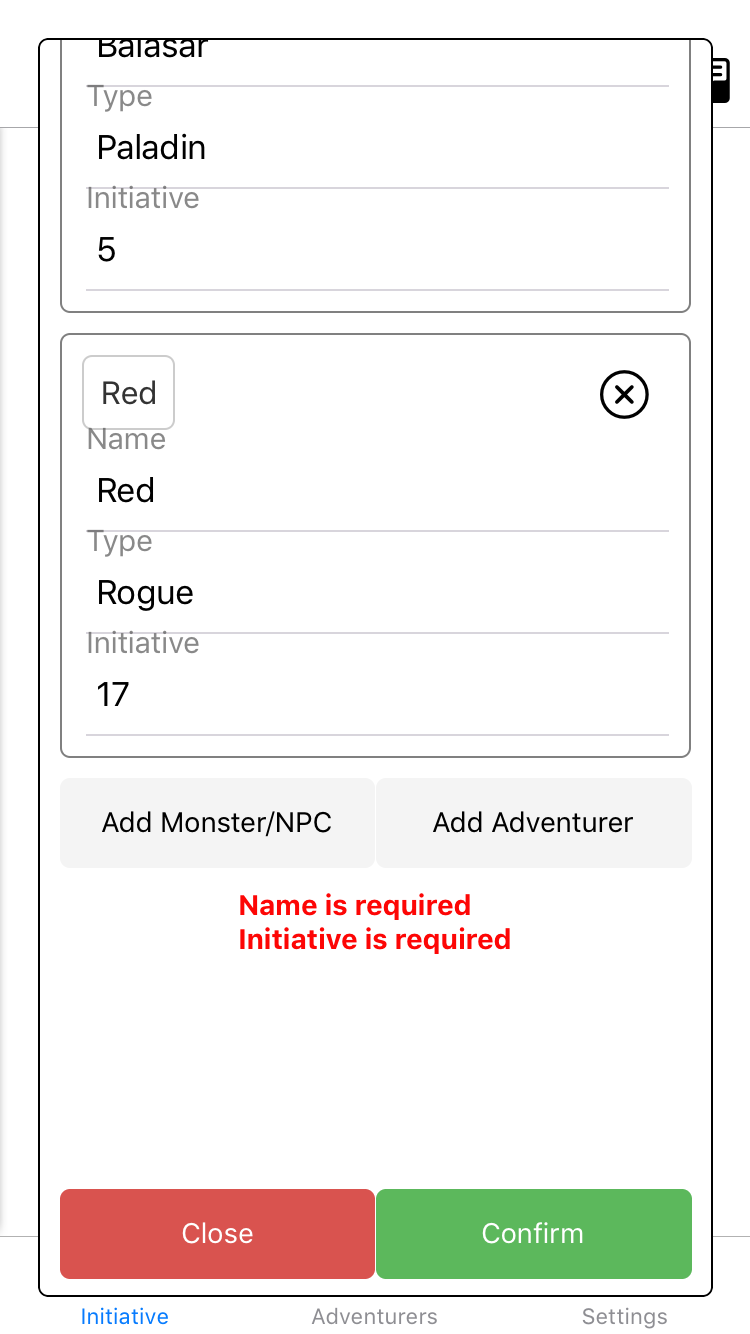 Balasar
Type
Paladin
Initiative
5
Red
Name
Red
Type
Rogue
Initiative
17
Add Monster/NPC
Add Adventurer
Name is required
Initiative is required
Close
Confirm
Initiative
Adventurers
Settings